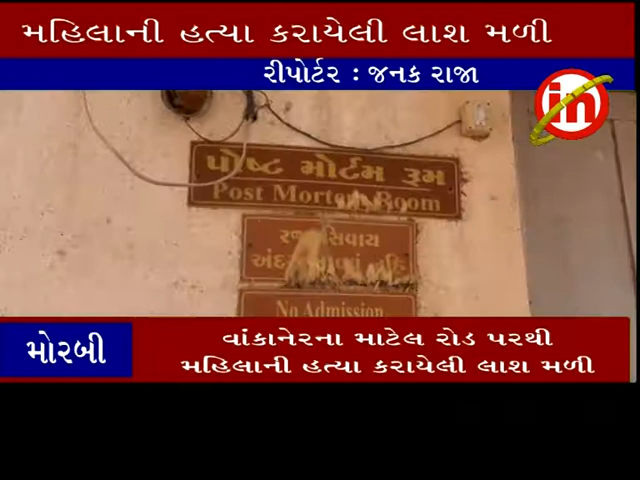 મહિલાની હત્યા કરાયેલી લાશ મળી
રીપોર્ટર : જનક રાજા
in
પોષ્ટ મોર્ટમ રૂમ
Post Mortem Room
સિવાય
No Admission
મોરબી
વાંકાનેરના માટેલ રોડ પરથી
મહિલાની હત્યા કરાયેલી લાશ મળી